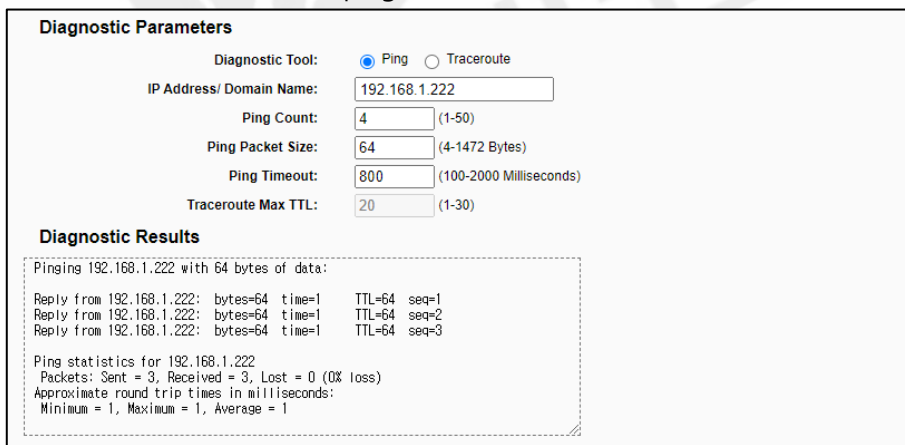 Diagnostic Parameters
Diagnostic Tool: Ping Traceroute
IP Address/ Domain Name: 192.168.1.222
Ping Count: 4 (1-50)
Ping Packet Size: 64 (4-1472 Bytes)
Ping Timeout: 800 (100-2000 Milliseconds)
Traceroute Max TTL: 20 (1-30)
Diagnostic Results
Pinging 192.168.1.222 with 64 bytes of data:
Reply from 192.168.1.222: bytes=64 time=1 TTL=64 seq=1
Reply from 192.168.1.222: bytes=64 time=1 TTL=64 seq=2
Reply from 192.168.1.222: bytes=64 time=1 TTL=64 seq=3
Ping statistics for 192.168.1.222
Packets: Sent = 3, Received = 3, Lost = 0 (0% loss)
Approximate round trip times in milliseconds:
Minimum = 1, Maximum = 1, Average = 1